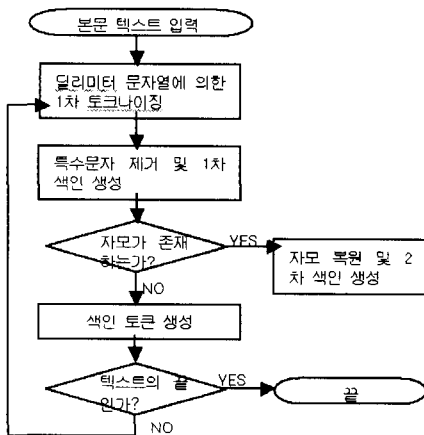 본문 텍스트 입력
딜리미터 문자열에 의한
1차 토크나이징
특수문자 제거 및 1차
색인 생성
자모가 존재
하는가?
YES
자모 복원 및 2
차 색인 생성
NO
색인 토큰 생성
텍스트의 끝
인가?
YES
끝
NO